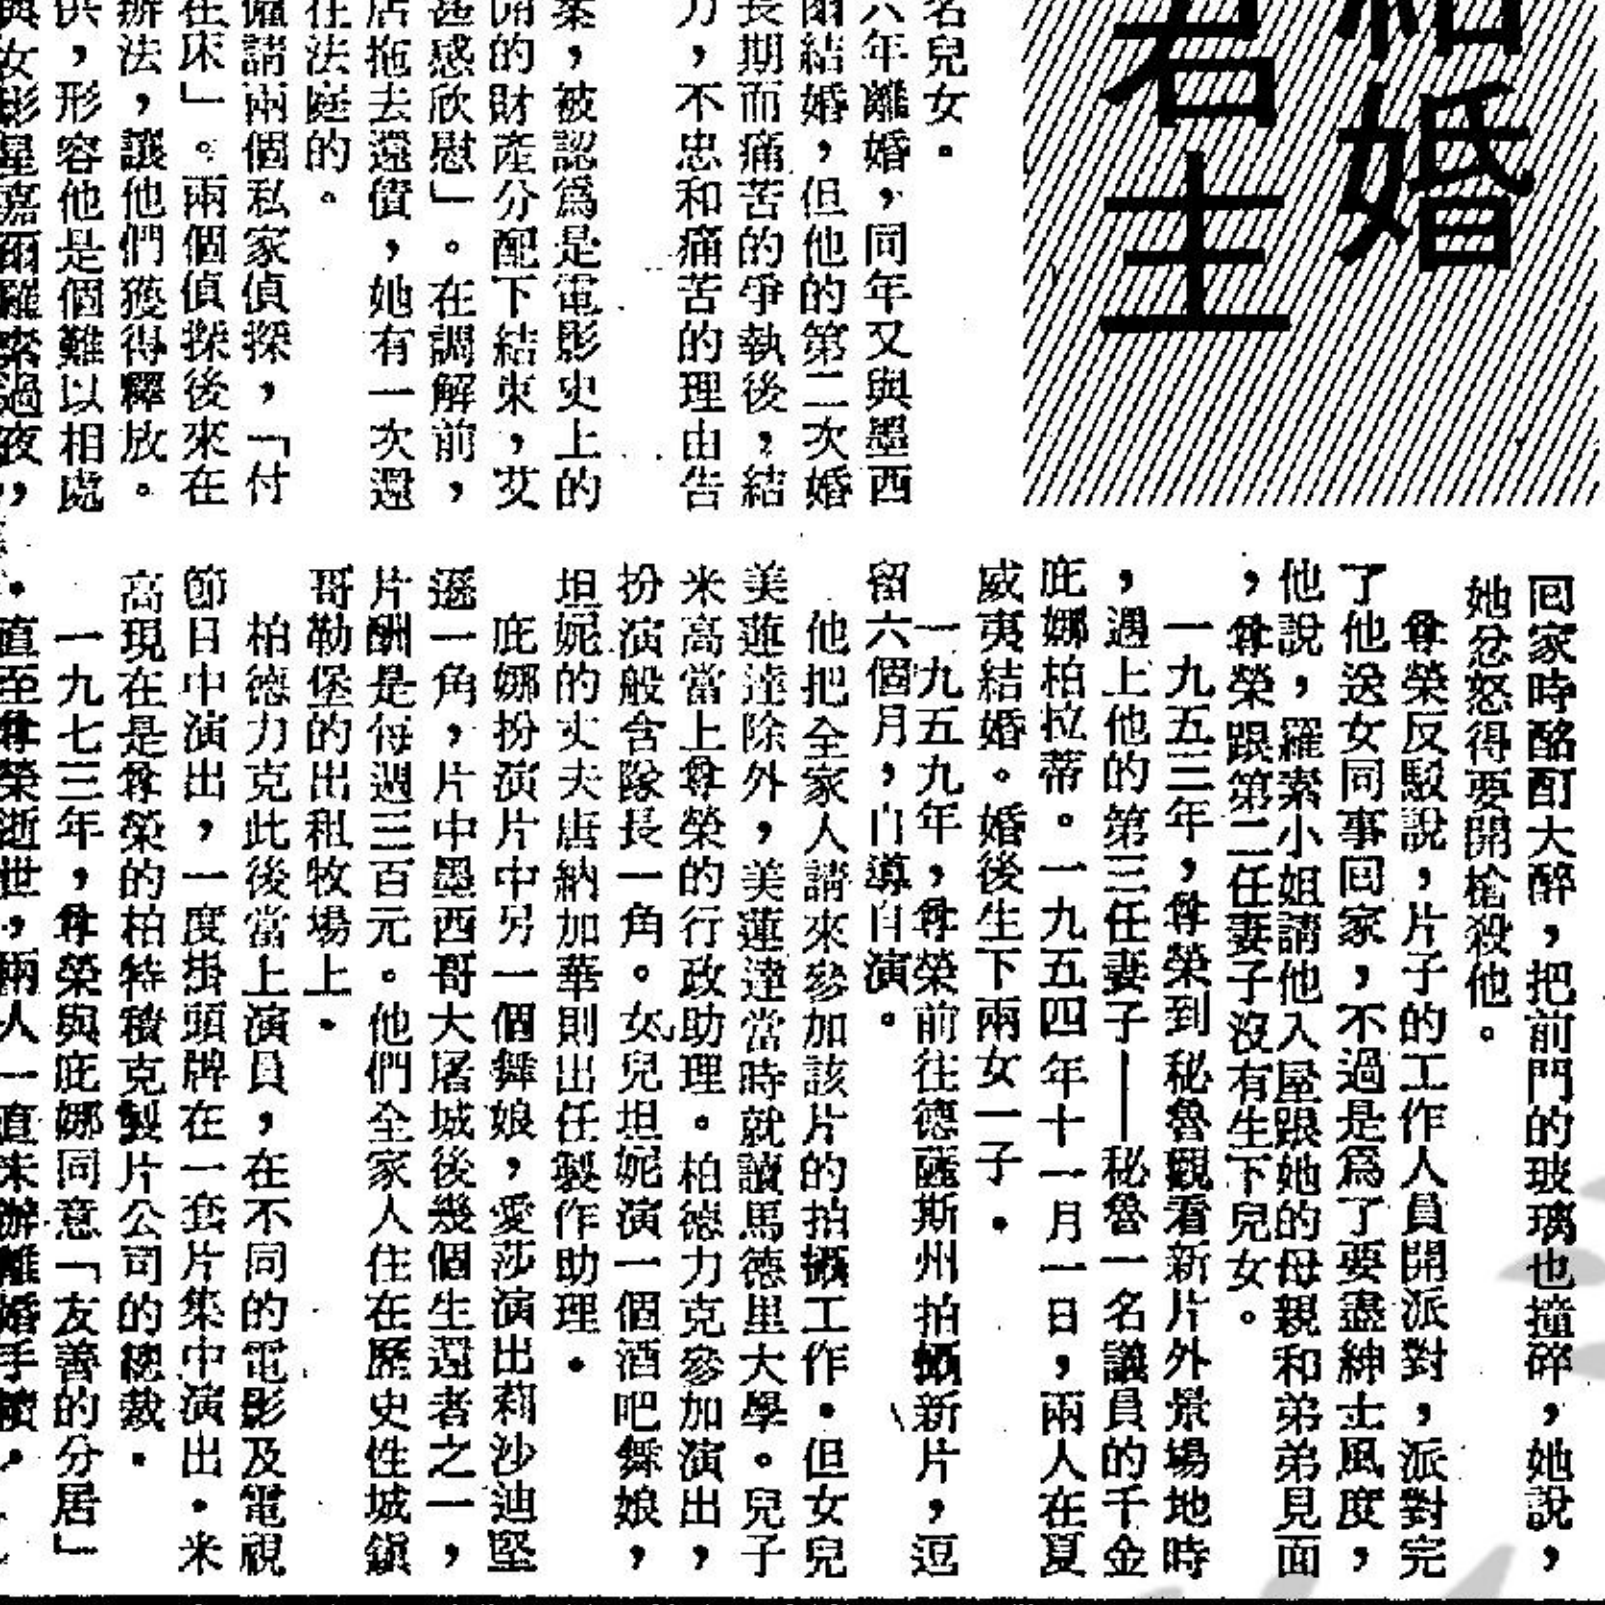 婚
君主
名兒女。
六年離婚，同年又與墨西
爾結婚，但他的第二次婚
長期而痛苦的爭執後，結
力，不忠和痛苦的理由告
案，被認為是電影史上的
的財產分配下結束，艾
甚感欣慰」。在調解前，
店拖去還債，她有一次還
往法庭的。
僱請兩個私家偵探，「付
在床」。兩個偵探後來在
辦法，讓他們獲得釋放。
供，形容他是個難以相處
與女影星嘉爾羅素過夜，
回家時酩酊大醉，把前門的玻璃也撞碎，她說，
她忿怒得要開槍殺他。
尊榮反駁說，片子的工作人員開派對，派對完
了他送女同事回家，不過是為了要盡紳士風度，
他說，羅素小姐請他入屋跟她的母親和弟弟見面
，尊榮跟第二任妻子沒有生下兒女。
一九五三年，尊榮到秘魯觀看新片外景場地時
，遇上他的第三任妻子——秘魯一名議員的千金
庇娜柏拉蒂。一九五四年十一月一日，兩人在夏
威夷結婚。婚後生下兩女一子。
一九五九年，尊榮前往德薩斯州拍攝新片，逗
留六個月，自導自演。
他把全家人請來參加該片的拍攝工作。但女兒
美蓮達除外，美蓮達當時就讀馬德里大學。兒子
米高當上尊榮的行政助理。柏德力克參加演出，
扮演般含隊長一角。女兒坦妮演一個酒吧舞娘，
坦妮的丈夫唐納加華則出任製作助理。
庇娜扮演片中另一個舞娘，愛莎演出莉沙迪堅
遜一角，片中墨西哥大屠城後幾個生還者之一，
片酬是每週三百元。他們全家人住在歷史性城鎮
哥勒堡的出租牧場上。
柏德力克此後當上演員，在不同的電影及電視
節日中演出，一度掛頭牌在一套片集中演出。米
高現在是尊榮的柏特積克製片公司的總裁。
一九七三年，尊榮與庇娜同意「友善的分居」
。直至尊榮逝世，兩人一直未辦離婚手續，